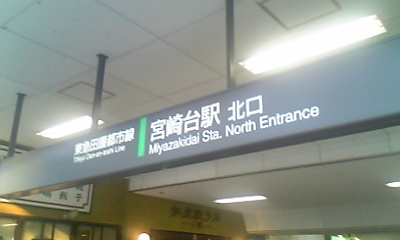 東急田園都市線
Tokyu Den-en-toshi Line
宮崎台駅 北口
Miyazakidai Sta. North Entrance